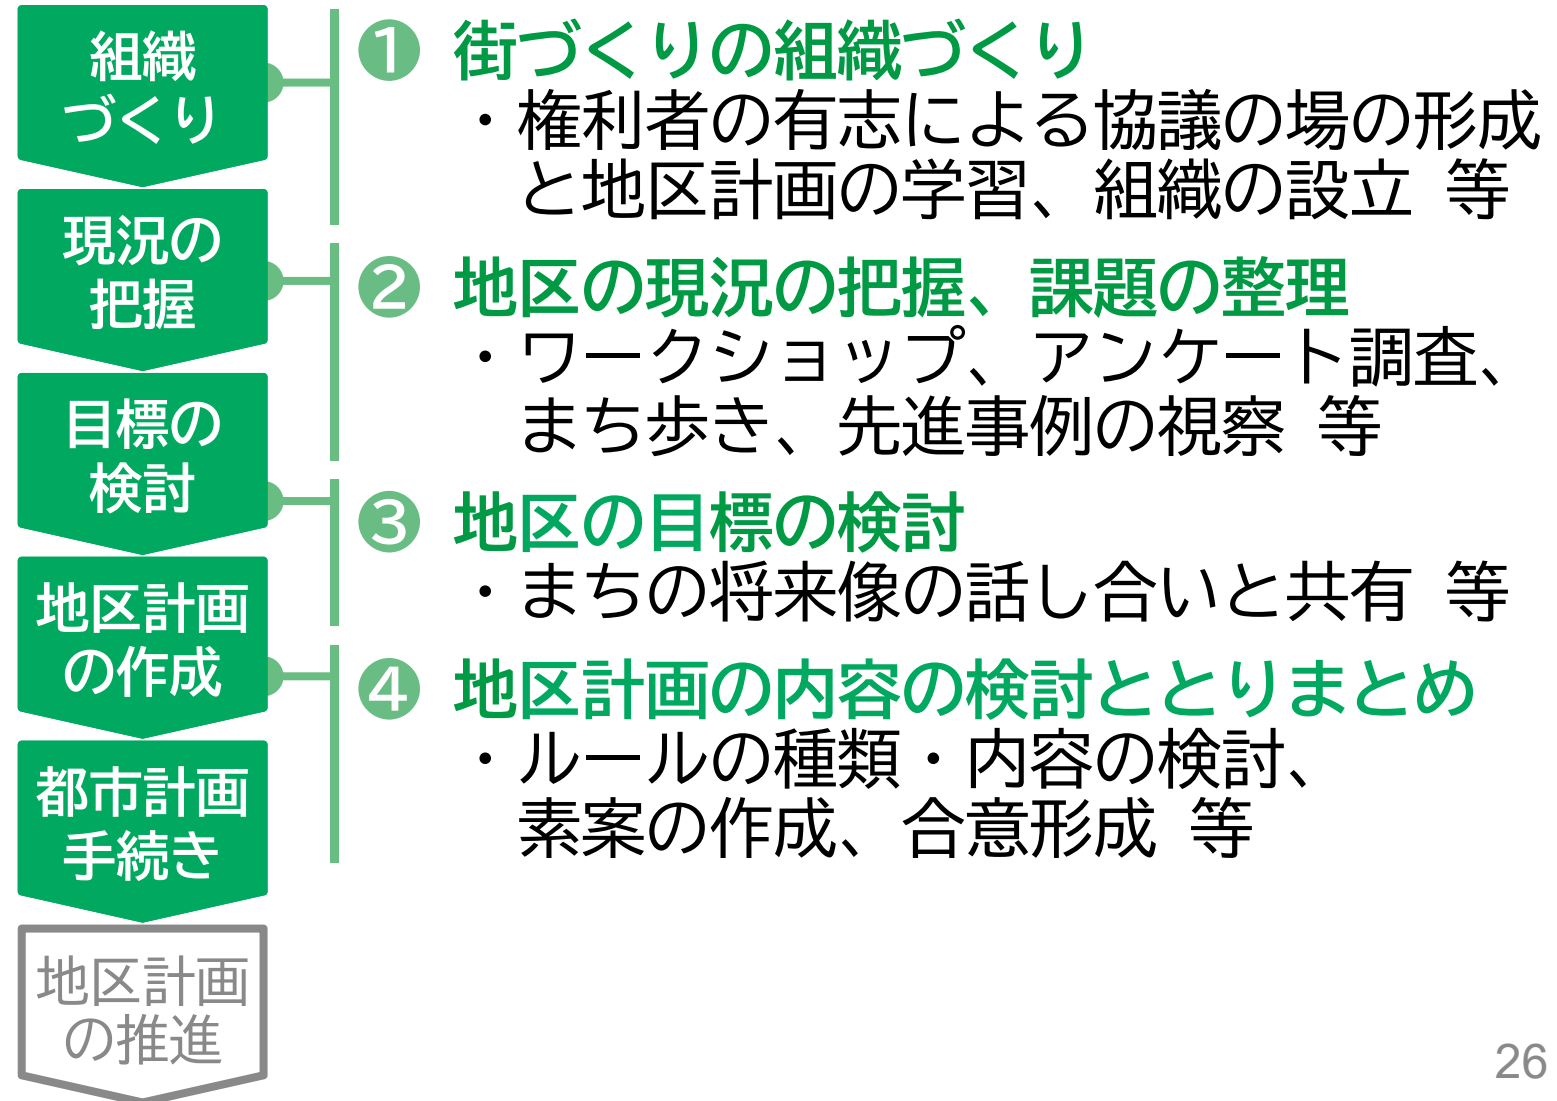 組織
づくり
現況の
把握
目標の
検討
地区計画
の作成
都市計画
手続き
地区計画
の推進
❶ 街づくりの組織づくり
・権利者の有志による協議の場の形成
と地区計画の学習、組織の設立 等
❷ 地区の現況の把握、課題の整理
・ワークショップ、アンケート調査、
まち歩き、先進事例の視察 等
❸ 地区の目標の検討
・まちの将来像の話し合いと共有 等
❹ 地区計画の内容の検討ととりまとめ
・ルールの種類・内容の検討、
素案の作成、合意形成 等
26